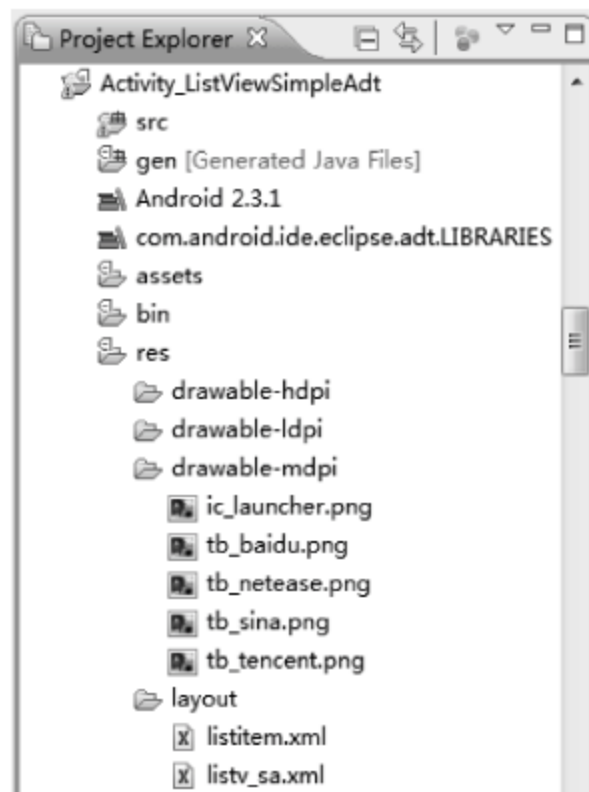 Project Explorer
Activity_ListViewSimpleAdt
src
gen [Generated Java Files]
Android 2.3.1
com.android.ide.eclipse.adt.LIBRARIES
assets
bin
res
drawable-hdpi
drawable-ldpi
drawable-mdpi
ic_launcher.png
tb_baidu.png
tb_netease.png
tb_sina.png
tb_tencent.png
layout
listitem.xml
listv_sa.xml